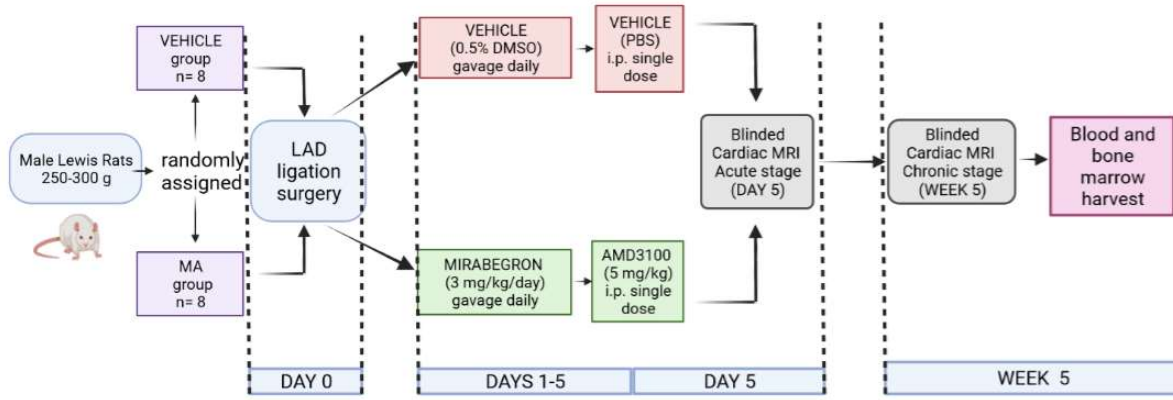 Male Lewis Rats
250-300 g
randomly
assigned
VEHICLE
group
n= 8
MA
group
n= 8
LAD
ligation
surgery
VEHICLE
(0.5% DMSO)
gavage daily
VEHICLE
(PBS)
i.p. single
dose
MIRABEGRON
(3 mg/kg/day)
gavage daily
AMD3100
(5 mg/kg)
i.p. single
dose
Blinded
Cardiac MRI
Acute stage
(DAY 5)
Blinded
Cardiac MRI
Chronic stage
(WEEK 5)
Blood and
bone
marrow
harvest
DAY 0
DAYS 1-5
DAY 5
WEEK 5